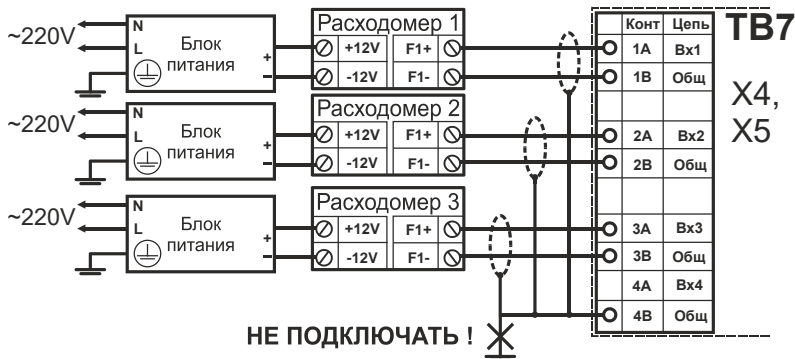 ~220V
N
L
Блок
питания
+
–
Расходомер 1
+12V F1+
-12V F1-
~220V
N
L
Блок
питания
+
–
Расходомер 2
+12V F1+
-12V F1-
~220V
N
L
Блок
питания
+
–
Расходомер 3
+12V F1+
-12V F1-
Конт Цепь
1A Вх1
1B Общ
2A Вх2
2B Общ
3A Вх3
3B Общ
4A Вх4
4B Общ
ТВ7
X4,
X5
НЕ ПОДКЛЮЧАТЬ !